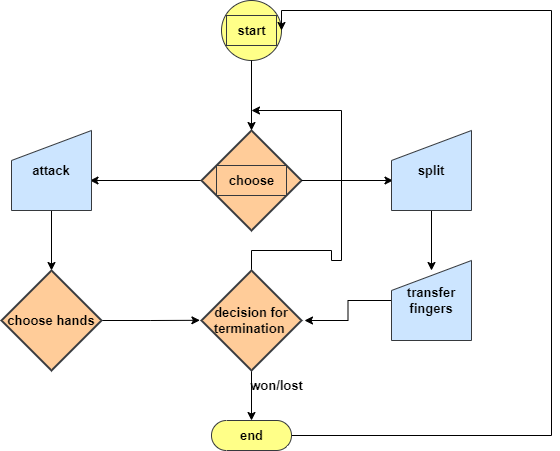 start
attack
choose
split
choose hands
decision for
termination
transfer
fingers
won/lost
end